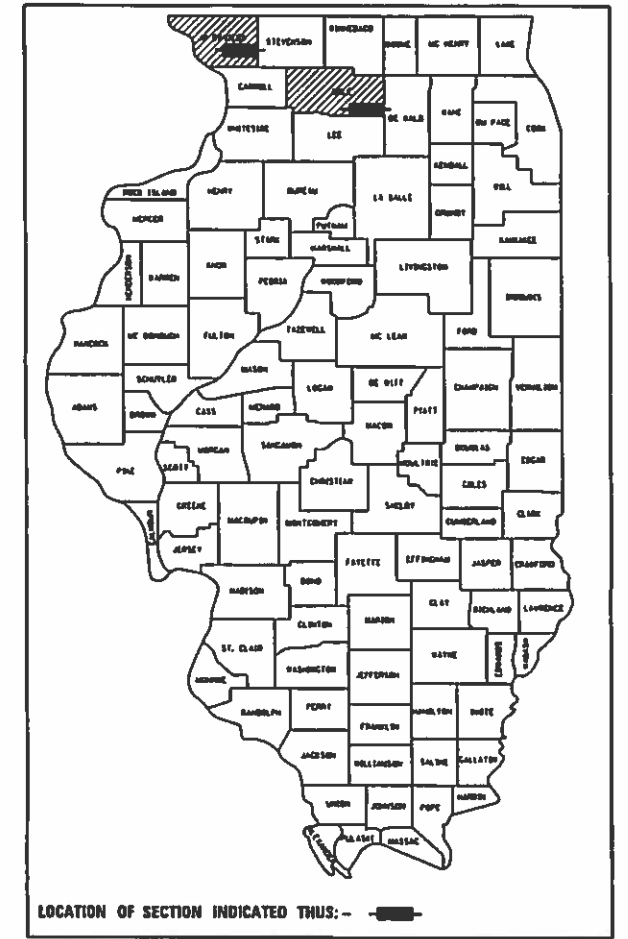 JO DAVIESS
STEVENSON
WINNEBAGO
BOONE
MC HENRY
LAKE
CARROLL
OGLE
DE KALB
KANE
DU PAGE
COOK
WHITESIDE
LEE
KENDALL
WILL
ROCK ISLAND
HENRY
BUREAU
LA SALLE
GRUNDY
MERCER
PUTNAM
STARK
MARSHALL
KANKAKEE
HENDERSON
WARREN
KNOX
PEORIA
WOODFORD
LIVINGSTON
IROQUOIS
HANCOCK
MC DONOUGH
FULTON
TAZEWELL
MC LEAN
FORD
SCHUYLER
MASON
LOGAN
DE WITT
CHAMPAIGN
VERMILION
ADAMS
BROWN
CASS
MENARD
MACON
PIATT
PIKE
SCOTT
MORGAN
SANGAMON
CHRISTIAN
MOULTRIE
DOUGLAS
EDGAR
COLES
GREENE
MACOUPIN
MONTGOMERY
SHELBY
CUMBERLAND
CLARK
CALHOUN
JERSEY
FAYETTE
EFFINGHAM
JASPER
CRAWFORD
MADISON
BOND
CLAY
RICHLAND
LAWRENCE
CLINTON
MARION
ST. CLAIR
WASHINGTON
JEFFERSON
WAYNE
EDWARDS
WABASH
MONROE
RANDOLPH
PERRY
FRANKLIN
HAMILTON
WHITE
JACKSON
WILLIAMSON
SALINE
GALLATIN
UNION
JOHNSON
POPE
HARDIN
ALEXANDER
PULASKI
MASSAC
LOCATION OF SECTION INDICATED THUS:-